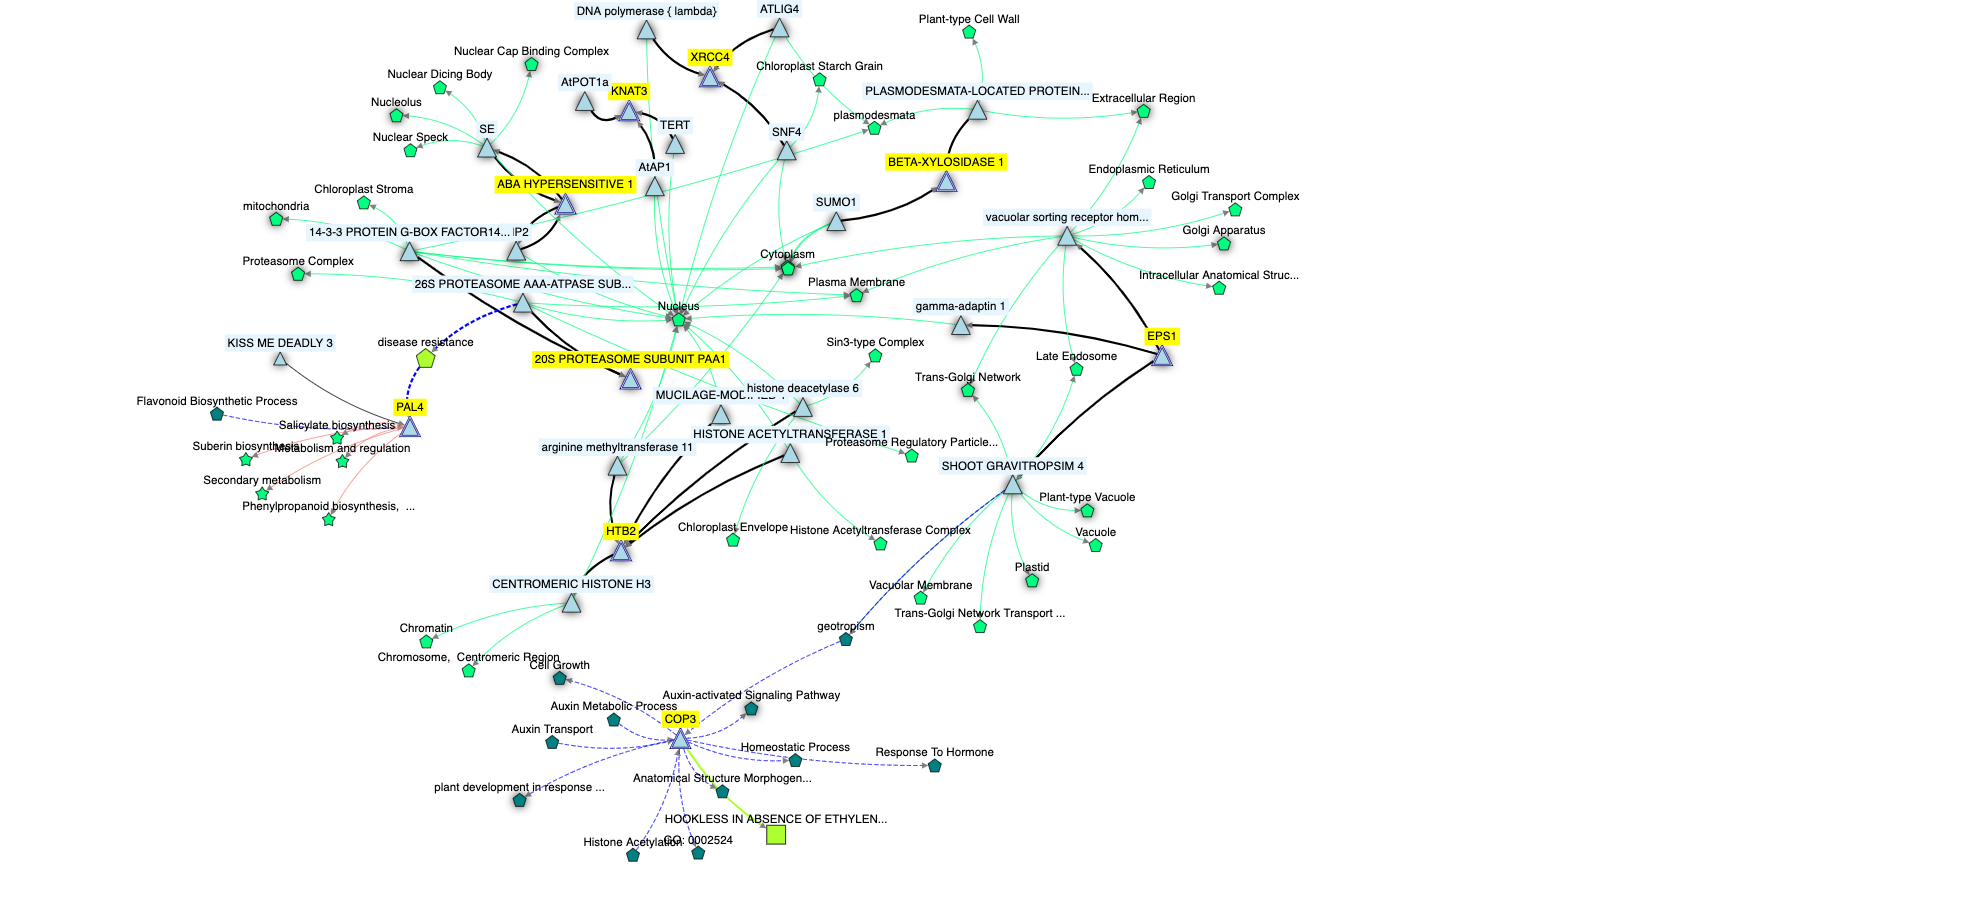 DNA polymerase { lambda}
ATLIG4
Plant-type Cell Wall
Nuclear Cap Binding Complex
XRCC4
Chloroplast Starch Grain
Nuclear Dicing Body
AtPOT1a
KNAT3
PLASMODESMATA-LOCATED PROTEIN...
Extracellular Region
Nucleolus
plasmodesmata
SE
TERT
SNF4
Nuclear Speck
BETA-XYLOSIDASE 1
AtAP1
Endoplasmic Reticulum
ABA HYPERSENSITIVE 1
Chloroplast Stroma
Golgi Transport Complex
mitochondria
SUMO1
vacuolar sorting receptor hom...
14-3-3 PROTEIN G-BOX FACTOR14...
IP2
Golgi Apparatus
Cytoplasm
Proteasome Complex
Intracellular Anatomical Struc...
26S PROTEASOME AAA-ATPASE SUB...
Plasma Membrane
Nucleus
gamma-adaptin 1
EPS1
KISS ME DEADLY 3
disease resistance
Sin3-type Complex
20S PROTEASOME SUBUNIT PAA1
Late Endosome
Trans-Golgi Network
histone deacetylase 6
MUCILAGE-MODIFIED
Flavonoid Biosynthetic Process
PAL4
Salicylate biosynthesis
HISTONE ACETYLTRANSFERASE 1
Suberin biosynthesis
Metabolism and regulation
arginine methyltransferase 11
Proteasome Regulatory Particle...
SHOOT GRAVITROPSIM 4
Secondary metabolism
Plant-type Vacuole
Phenylpropanoid biosynthesis, ...
HTB2
Chloroplast Envelope
Histone Acetyltransferase Complex
Vacuole
Plastid
CENTROMERIC HISTONE H3
Vacuolar Membrane
Trans-Golgi Network Transport ...
Chromatin
geotropism
Chromosome, Centromeric Region
Cell Growth
Auxin-activated Signaling Pathway
Auxin Metabolic Process
COP3
Auxin Transport
Homeostatic Process
Response To Hormone
Anatomical Structure Morphogen...
plant development in response ...
HOOKLESS IN ABSENCE OF ETHYLEN...
Histone Acetylation
GO: 0002524